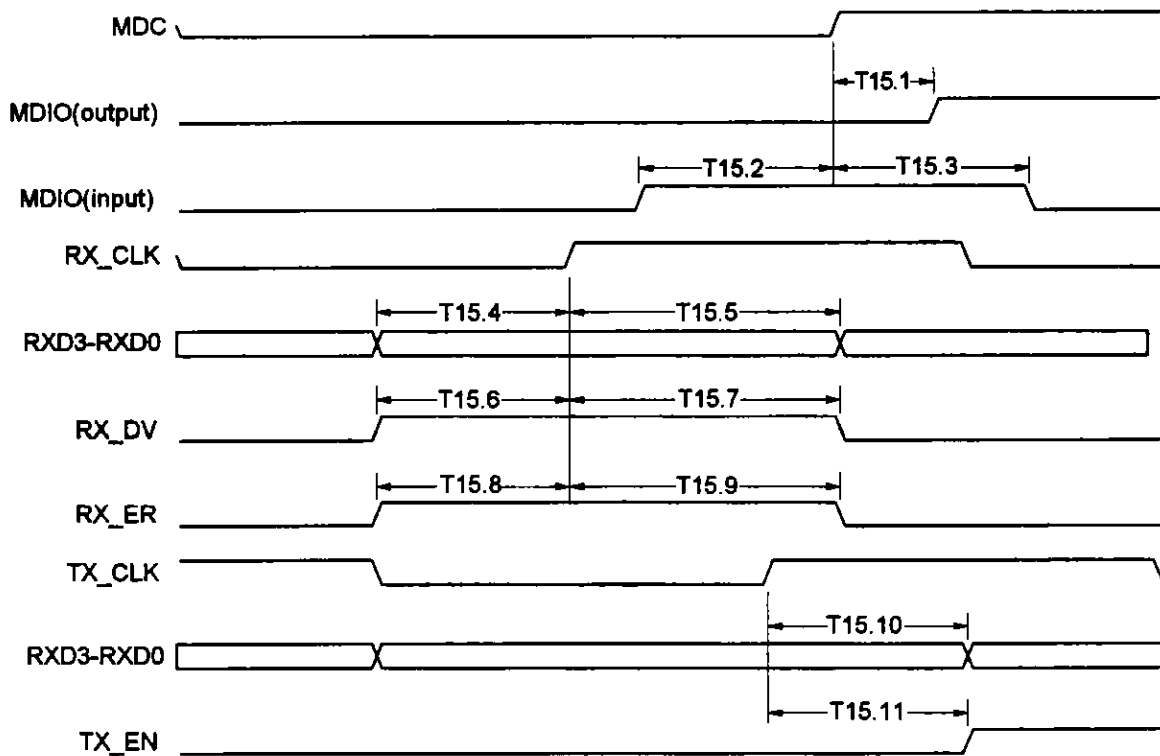 MDC
T15.1
MDIO(output)
T15.2 T15.3
MDIO(input)
RX_CLK
T15.4 T15.5
RXD3-RXD0
T15.6 T15.7
RX_DV
T15.8 T15.9
RX_ER
TX_CLK
T15.10
RXD3-RXD0
T15.11
TX_EN